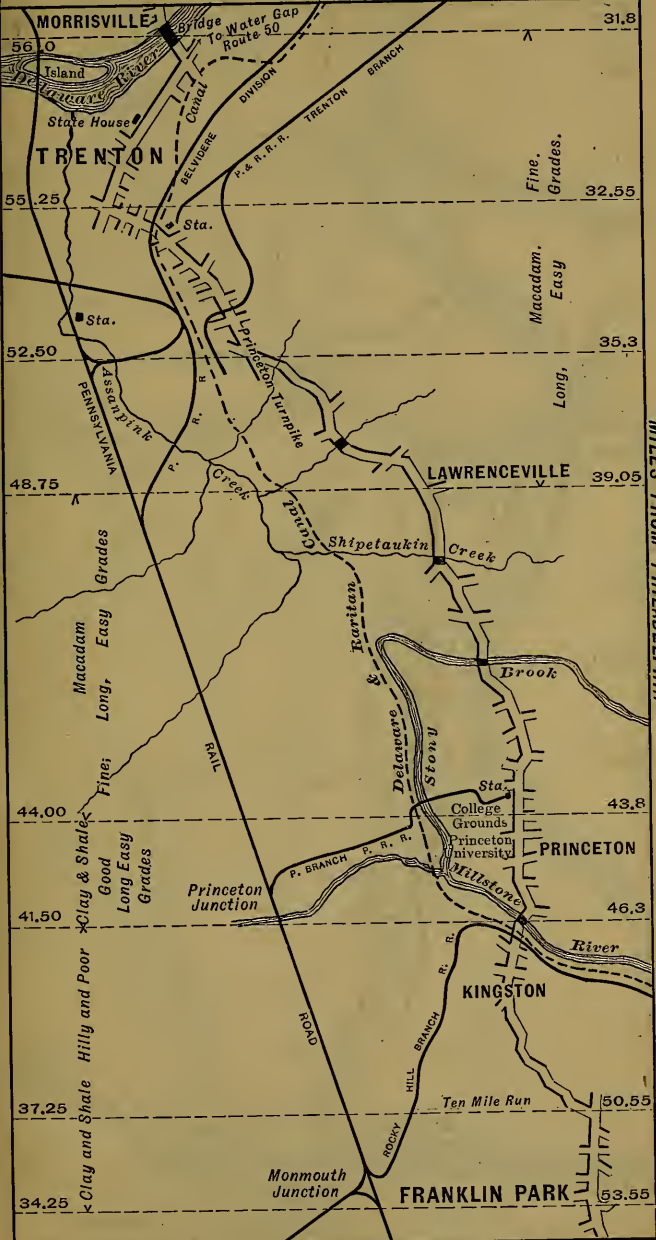 MORRISVILLE
Bridge
To Water Gap
Route 50
31.8
56.0
Island
Delaware River
State House
Canal
TRENTON
BELVIDERE DIVISION
P. & R. R. R. TRENTON BRANCH
Fine.
Grades.
55.25
32.55
Sta.
Macadam.
Easy
Long,
Sta.
Princeton Turnpike
52.50
35.3
Assanpink
Creek
PENNSYLVANIA
RAIL
ROAD
P. R. R
LAWRENCEVILLE
48.75
39.05
Canal
Shipetaukin Creek
Raritan
&
Delaware
Macadam
Fine; Long, Easy Grades
Brook
Stony
Sta.
College
Grounds
Princeton
University
44.00
43.8
Clay & Shale
Good
Long Easy
Grades
P. BRANCH P. R. R.
PRINCETON
Princeton
Junction
Millstone
River
41.50
46.3
KINGSTON
Clay and Shale Hilly and Poor
ROCKY HILL BRANCH R. R.
Ten Mile Run
37.25
50.55
Monmouth
Junction
FRANKLIN PARK
34.25
53.55